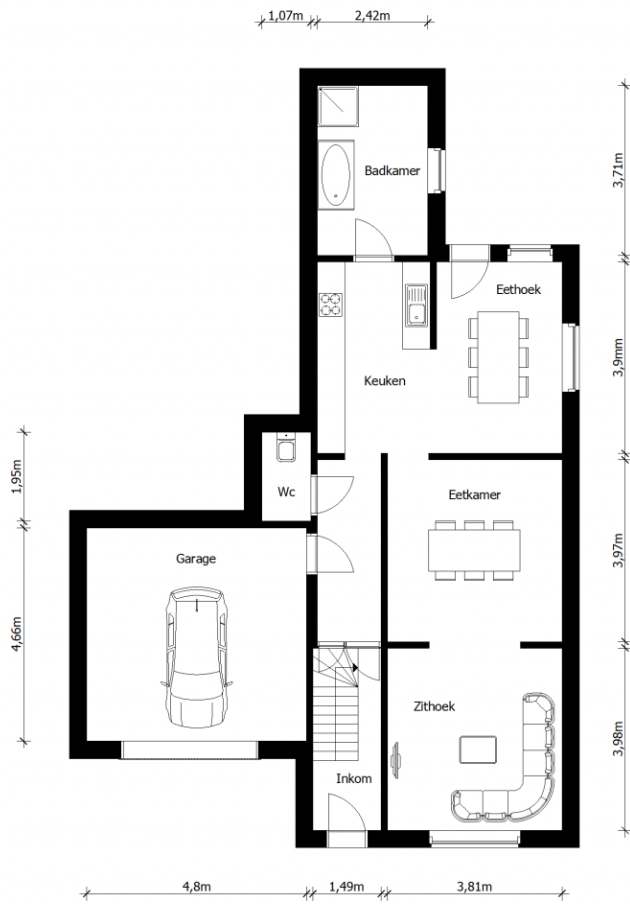 1,07m
2,42m
3,71m
Badkamer
Eethoek
3,9mm
Keuken
1,95m
Wc
Eetkamer
3,97m
Garage
4,66m
Zithoek
3,98m
Inkom
4,8m
1,49m
3,81m